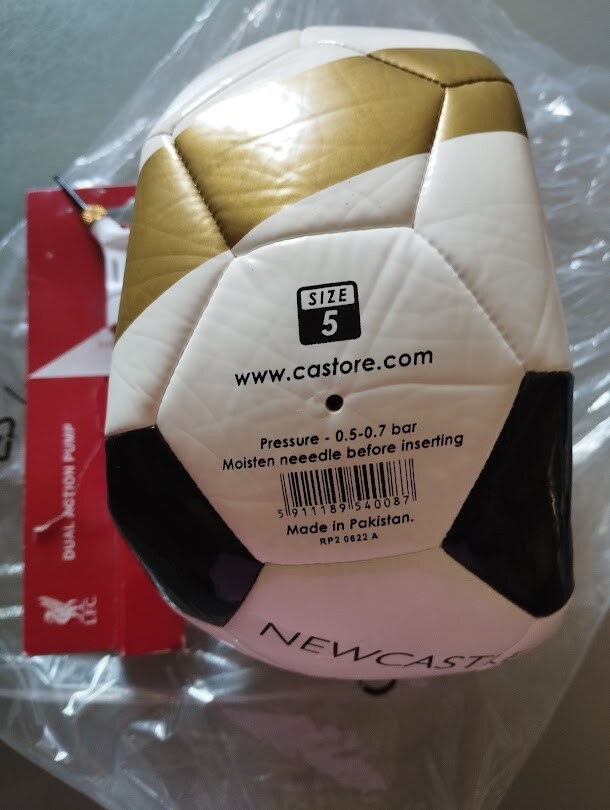 SIZE
5
www.castore.com
Pressure - 0.5-0.7 bar
Moisten neeedle before inserting
5 911189 540087
Made in Pakistan.
RP2 0622 A
NEWCAST
DUAL ACTION PUMP
L.F.C.